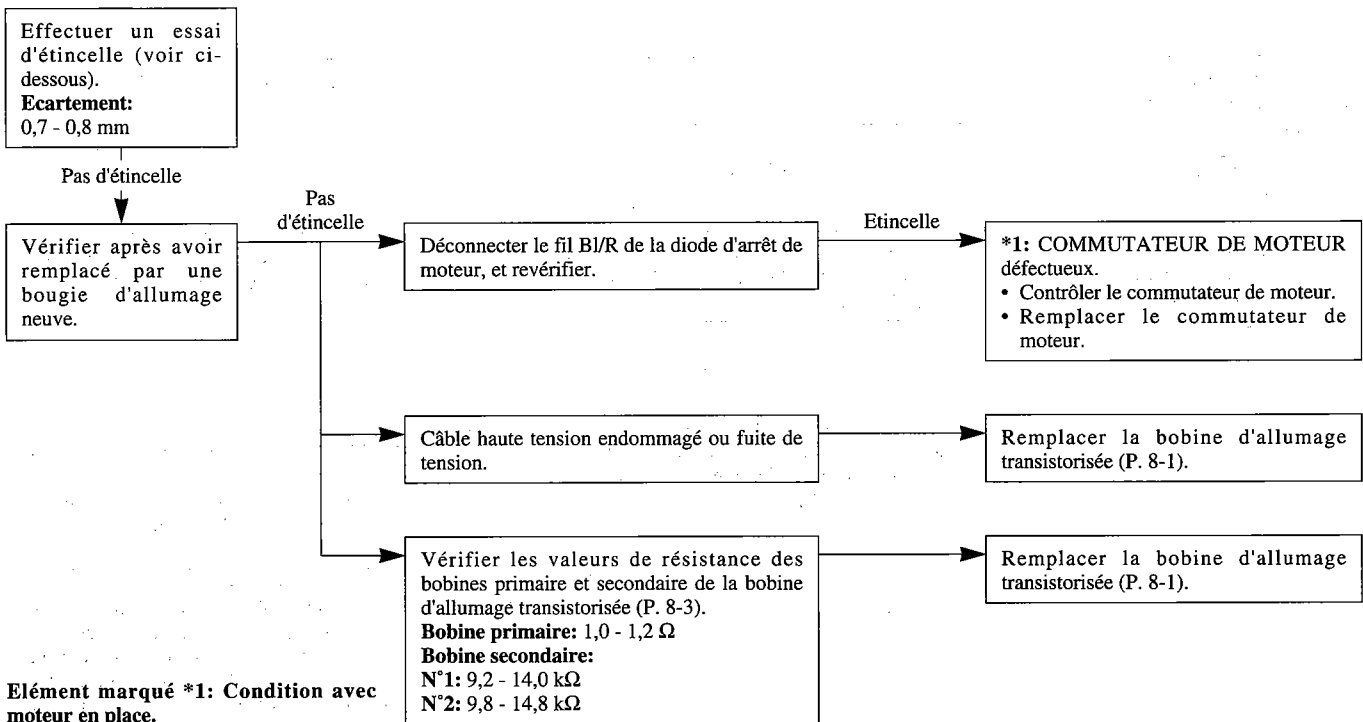 Effectuer un essai
d'étincelle (voir ci-
dessous).
Ecartement:
0,7 - 0,8 mm
Pas d'étincelle
Vérifier après avoir
remplacé par une
bougie d'allumage
neuve.
Pas
d'étincelle
Déconnecter le fil Bl/R de la diode d'arrêt de
moteur, et revérifier.
Etincelle
*1: COMMUTATEUR DE MOTEUR
défectueux.
• Contrôler le commutateur de moteur.
• Remplacer le commutateur de
moteur.
Câble haute tension endommagé ou fuite de
tension.
Remplacer la bobine d'allumage
transistorisée (P. 8-1).
Vérifier les valeurs de résistance des
bobines primaire et secondaire de la bobine
d'allumage transistorisée (P. 8-3).
Bobine primaire: 1,0 - 1,2 Ω
Bobine secondaire:
N°1: 9,2 - 14,0 kΩ
N°2: 9,8 - 14,8 kΩ
Remplacer la bobine d'allumage
transistorisée (P. 8-1).
Elément marqué *1: Condition avec
moteur en place.